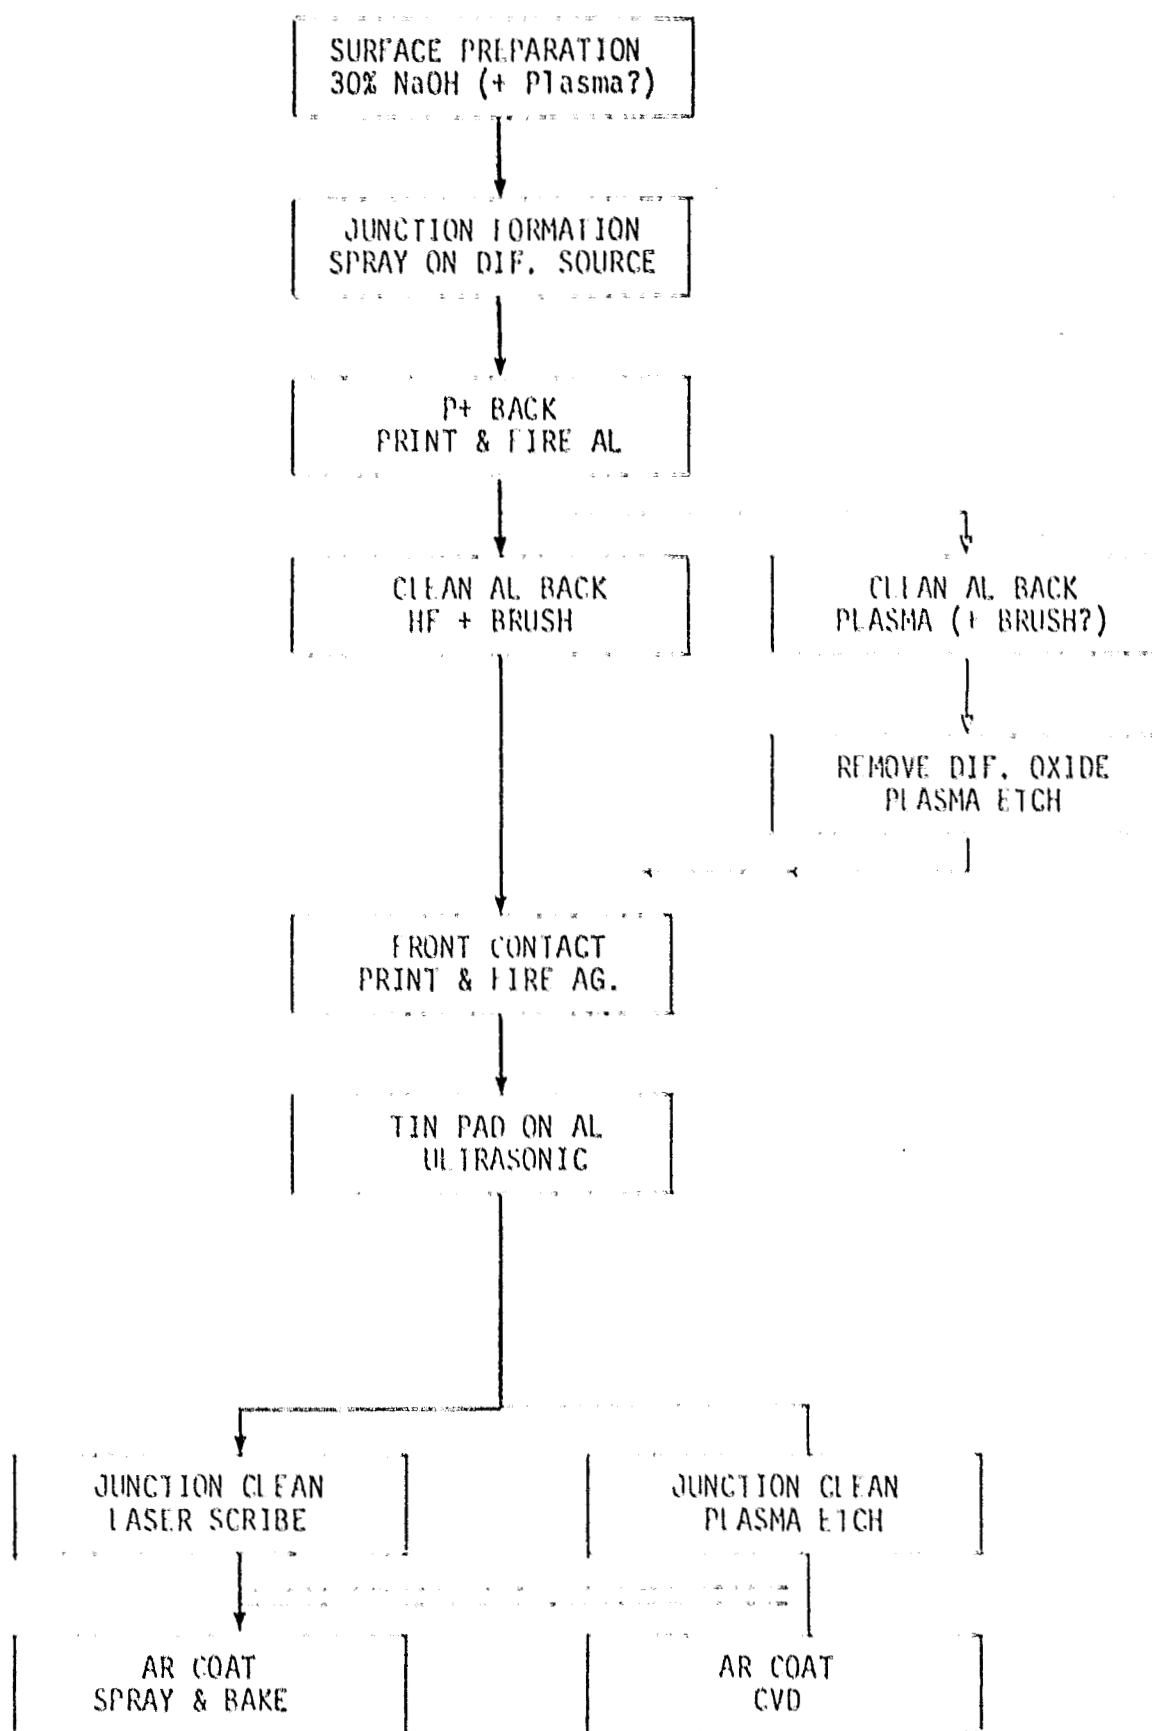 SURFACE PREPARATION
30% NaOH (+ Plasma?)
JUNCTION FORMATION
SPRAY ON DIF. SOURCE
P+ BACK
PRINT & FIRE AL
CLEAN AL BACK
HF + BRUSH
CLEAN AL BACK
PLASMA (+ BRUSH?)
REMOVE DIF. OXIDE
PLASMA ETCH
FRONT CONTACT
PRINT & FIRE AG.
TIN PAD ON AL
ULTRASONIC
JUNCTION CLEAN
LASER SCRIBE
JUNCTION CLEAN
PLASMA ETCH
AR COAT
SPRAY & BAKE
AR COAT
CVD